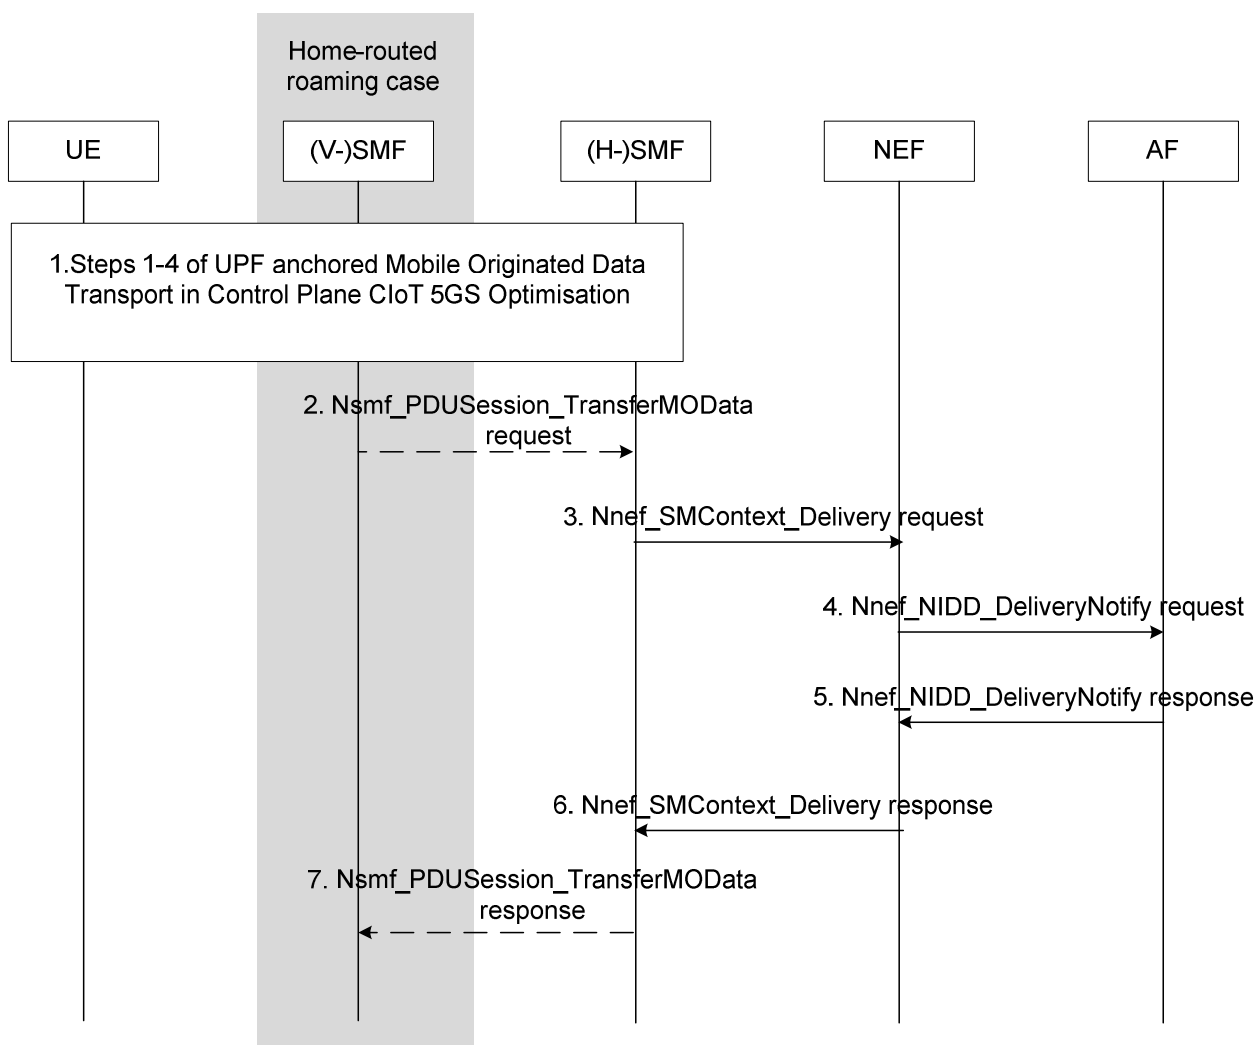 Home-routed
roaming case
UE
(V-)SMF
(H-)SMF
NEF
AF
1.Steps 1-4 of UPF anchored Mobile Originated Data
Transport in Control Plane CIoT 5GS Optimisation
2. Nsmf_PDUSession_TransferMOData
request
3. Nnef_SMContext_Delivery request
4. Nnef_NIDD_DeliveryNotify request
5. Nnef_NIDD_DeliveryNotify response
6. Nnef_SMContext_Delivery response
7. Nsmf_PDUSession_TransferMOData
response